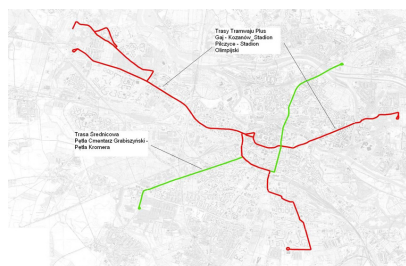 Trasy Tramwaju Plus
Gaj - Kozanów_Stadion
Pilczyce - Stadion
Olimpijski
Trasa Średnicowa
Pętla Cmentarz Grabiszyński -
Pętla Kromera